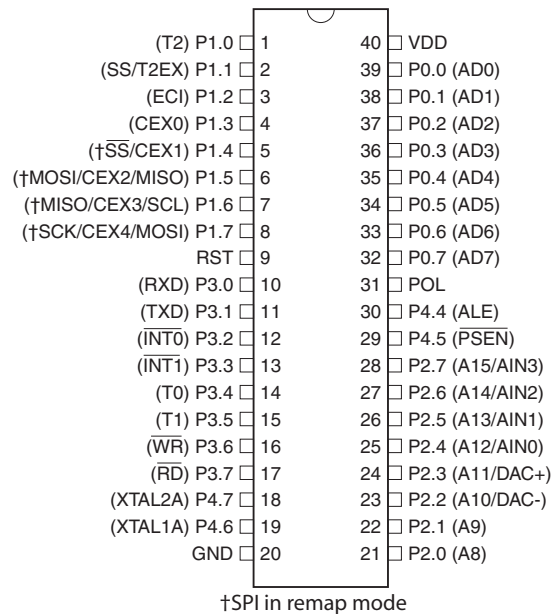 (T2) P1.0 1 40 VDD
(SS/T2EX) P1.1 2 39 P0.0 (AD0)
(ECI) P1.2 3 38 P0.1 (AD1)
(CEX0) P1.3 4 37 P0.2 (AD2)
(†S̅S̅/CEX1) P1.4 5 36 P0.3 (AD3)
(†MOSI/CEX2/MISO) P1.5 6 35 P0.4 (AD4)
(†MISO/CEX3/SCL) P1.6 7 34 P0.5 (AD5)
(†SCK/CEX4/MOSI) P1.7 8 33 P0.6 (AD6)
RST 9 32 P0.7 (AD7)
(RXD) P3.0 10 31 POL
(TXD) P3.1 11 30 P4.4 (ALE)
(I̅N̅T̅0̅) P3.2 12 29 P4.5 (P̅S̅E̅N̅)
(I̅N̅T̅1̅) P3.3 13 28 P2.7 (A15/AIN3)
(T0) P3.4 14 27 P2.6 (A14/AIN2)
(T1) P3.5 15 26 P2.5 (A13/AIN1)
(W̅R̅) P3.6 16 25 P2.4 (A12/AIN0)
(R̅D̅) P3.7 17 24 P2.3 (A11/DAC+)
(XTAL2A) P4.7 18 23 P2.2 (A10/DAC-)
(XTAL1A) P4.6 19 22 P2.1 (A9)
GND 20 21 P2.0 (A8)
†SPI in remap mode